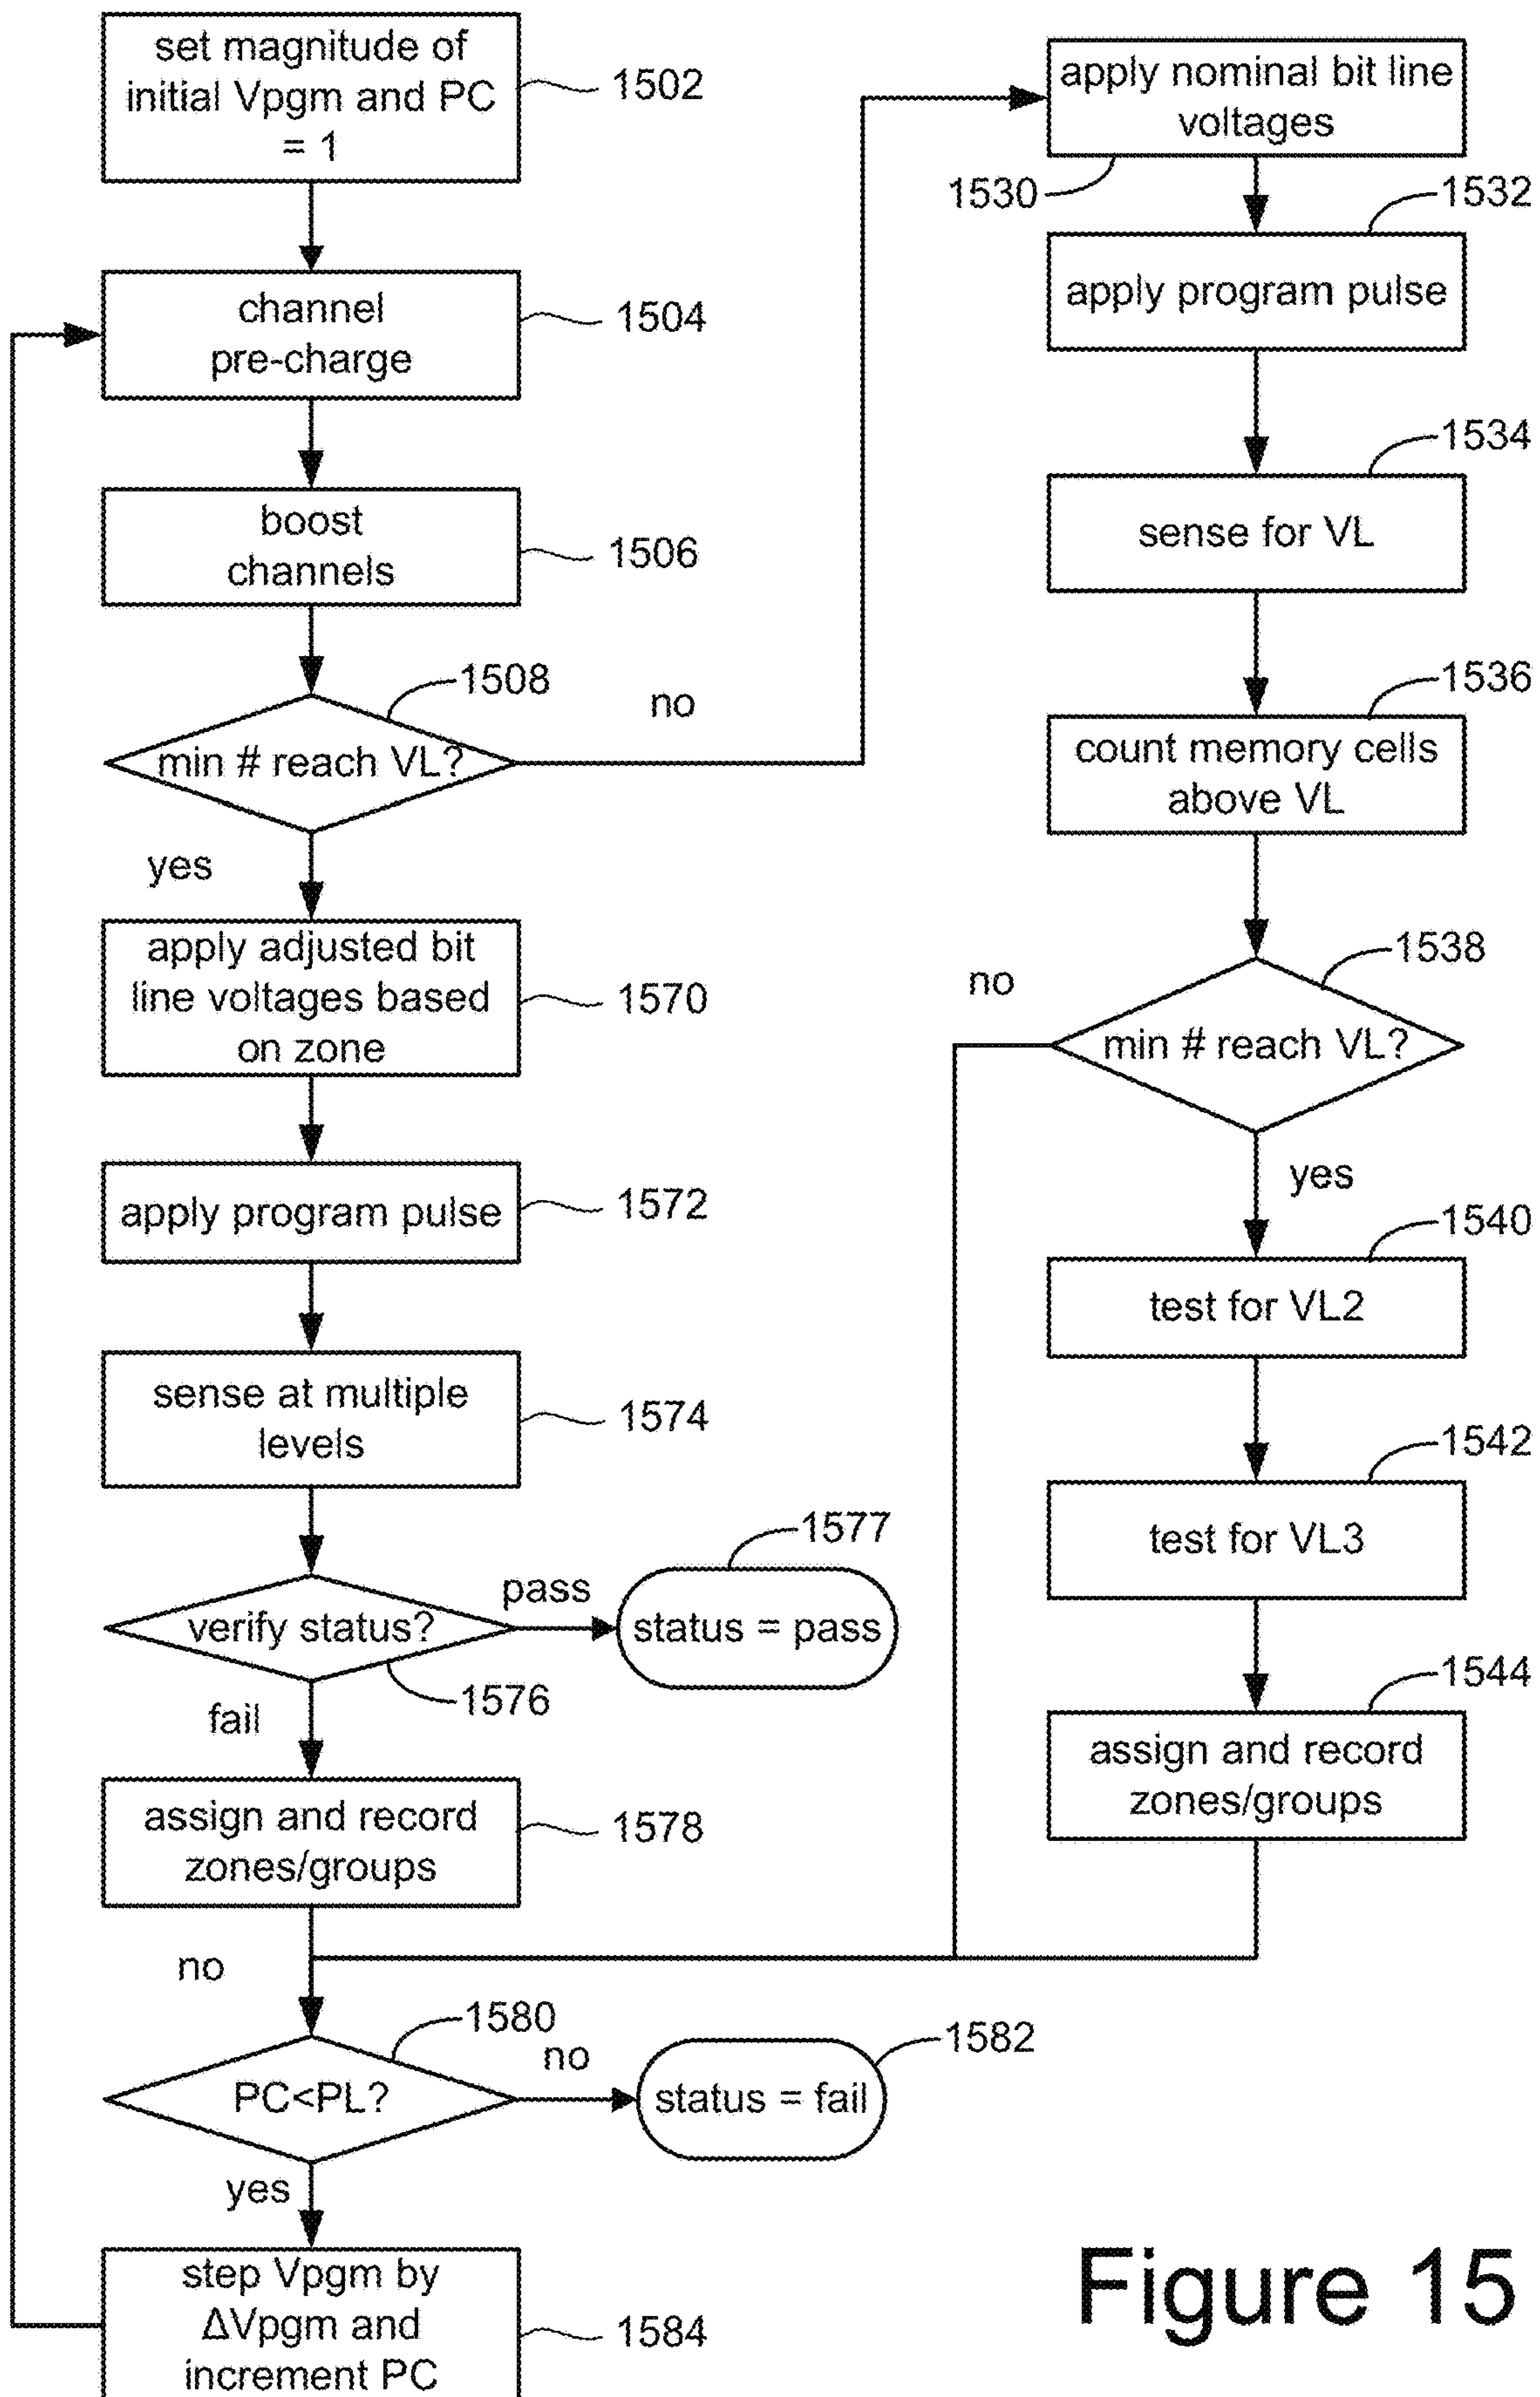 set magnitude of
initial Vpgm and PC
= 1
1502
channel
pre-charge
1504
boost
channels
1506
1508
min # reach VL?
no
yes
apply adjusted bit
line voltages based
on zone
1570
apply program pulse
1572
sense at multiple
levels
1574
verify status?
1576
pass
1577
status = pass
fail
assign and record
zones/groups
1578
no
1580
PC<PL?
no
1582
status = fail
yes
step Vpgm by
ΔVpgm and
increment PC
1584
apply nominal bit line
voltages
1530
1532
apply program pulse
1534
sense for VL
1536
count memory cells
above VL
1538
no
min # reach VL?
yes
1540
test for VL2
1542
test for VL3
1544
assign and record
zones/groups
Figure 15